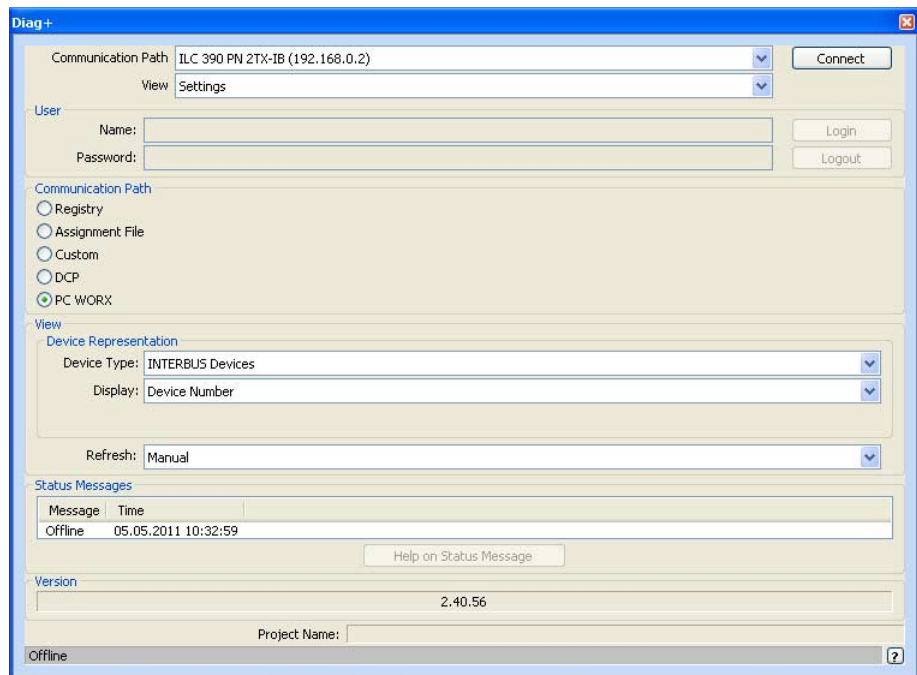 Diag+
Communication Path ILC 390 PN 2TX-IB (192.168.0.2) Connect
View Settings
User
Name: Login
Password: Logout
Communication Path
Registry
Assignment File
Custom
DCP
PC WORX
View
Device Representation
Device Type: INTERBUS Devices
Display: Device Number
Refresh: Manual
Status Messages
Message Time
Offline 05.05.2011 10:32:59
Help on Status Message
Version
2.40.56
Project Name:
Offline ?